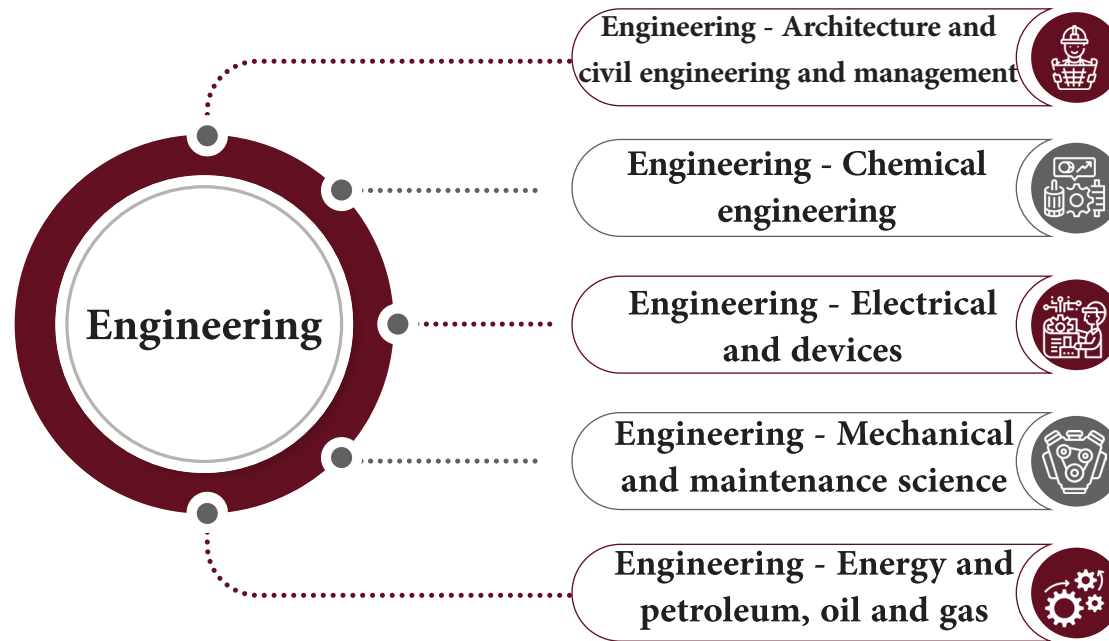 Engineering
Engineering - Architecture and
civil engineering and management
Engineering - Chemical
engineering
Engineering - Electrical
and devices
Engineering - Mechanical
and maintenance science
Engineering - Energy and
petroleum, oil and gas